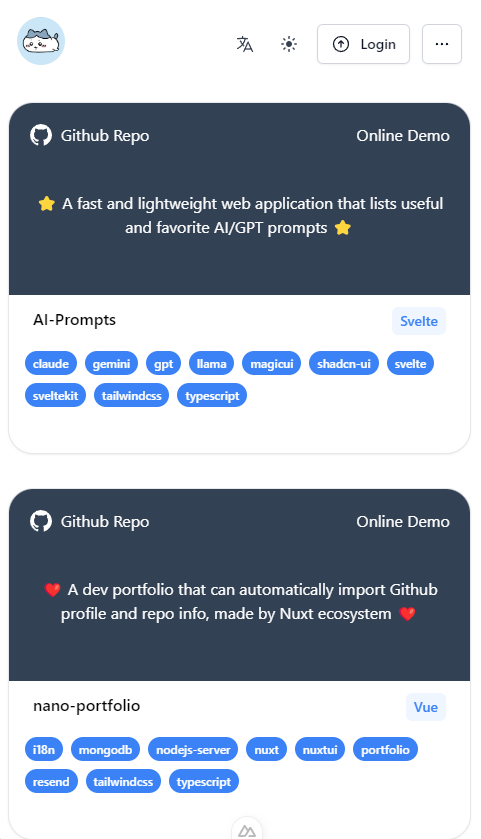 Login
Github Repo Online Demo
⭐ A fast and lightweight web application that lists useful
and favorite AI/GPT prompts ⭐
AI-Prompts Svelte
claude gemini gpt llama magicui shadcn-ui svelte
sveltekit tailwindcss typescript
Github Repo Online Demo
❤️ A dev portfolio that can automatically import Github
profile and repo info, made by Nuxt ecosystem ❤️
nano-portfolio Vue
i18n mongodb nodejs-server nuxt nuxtui portfolio
resend tailwindcss typescript